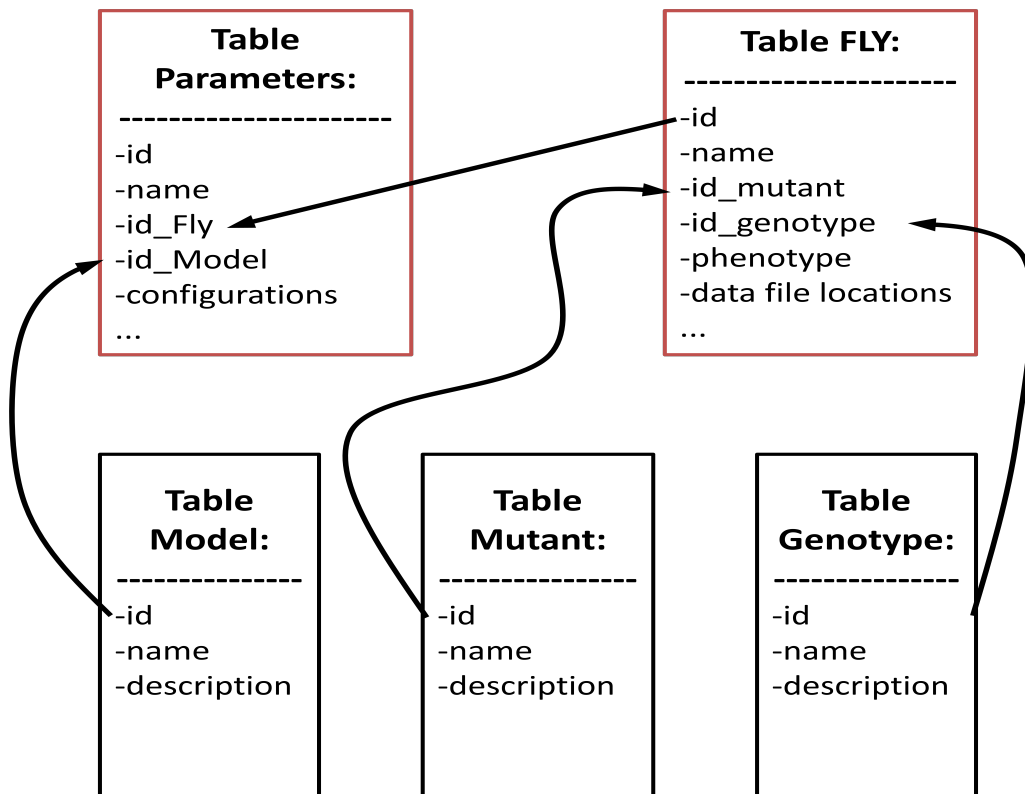 Table
Parameters:
----------------------
-id
-name
-id_Fly
-id_Model
-configurations
...
Table FLY:
----------------------
-id
-name
-id_mutant
-id_genotype
-phenotype
-data file locations
...
Table
Model:
---------------
-id
-name
-description
Table
Mutant:
----------------
-id
-name
-description
Table
Genotype:
---------------
-id
-name
-description